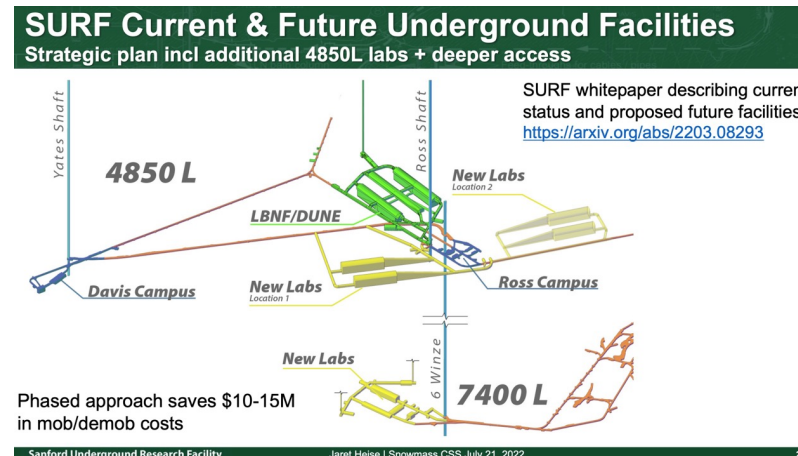 SURF Current & Future Underground Facilities
Strategic plan incl additional 4850L labs + deeper access
SURF whitepaper describing curren
status and proposed future facilities
https://arxiv.org/abs/2203.08293
Yates Shaft
4850 L
Ross Shaft
New Labs
Location 2
LBNF/DUNE
Davis Campus
New Labs
Location 1
Ross Campus
New Labs
6 Winze
7400 L
Phased approach saves $10-15M
in mob/demob costs
Sanford Underground Research Facility
Jaret Heise | Snowmass CSS July 21, 2022